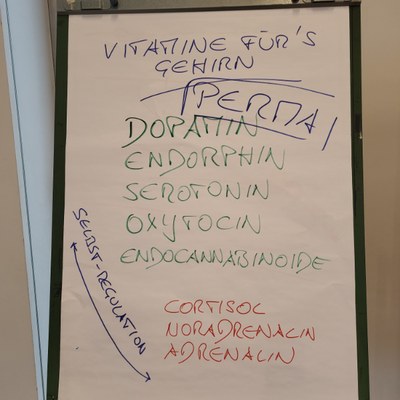 VITAMINE FÜR'S
GEHIRN
PERMA
DOPAMIN
ENDORPHIN
SEROTONIN
OXYTOCIN
ENDOCANNABINOIDE
SELBST-REGULATION
CORTISOL
NORADRENALIN
ADRENALIN